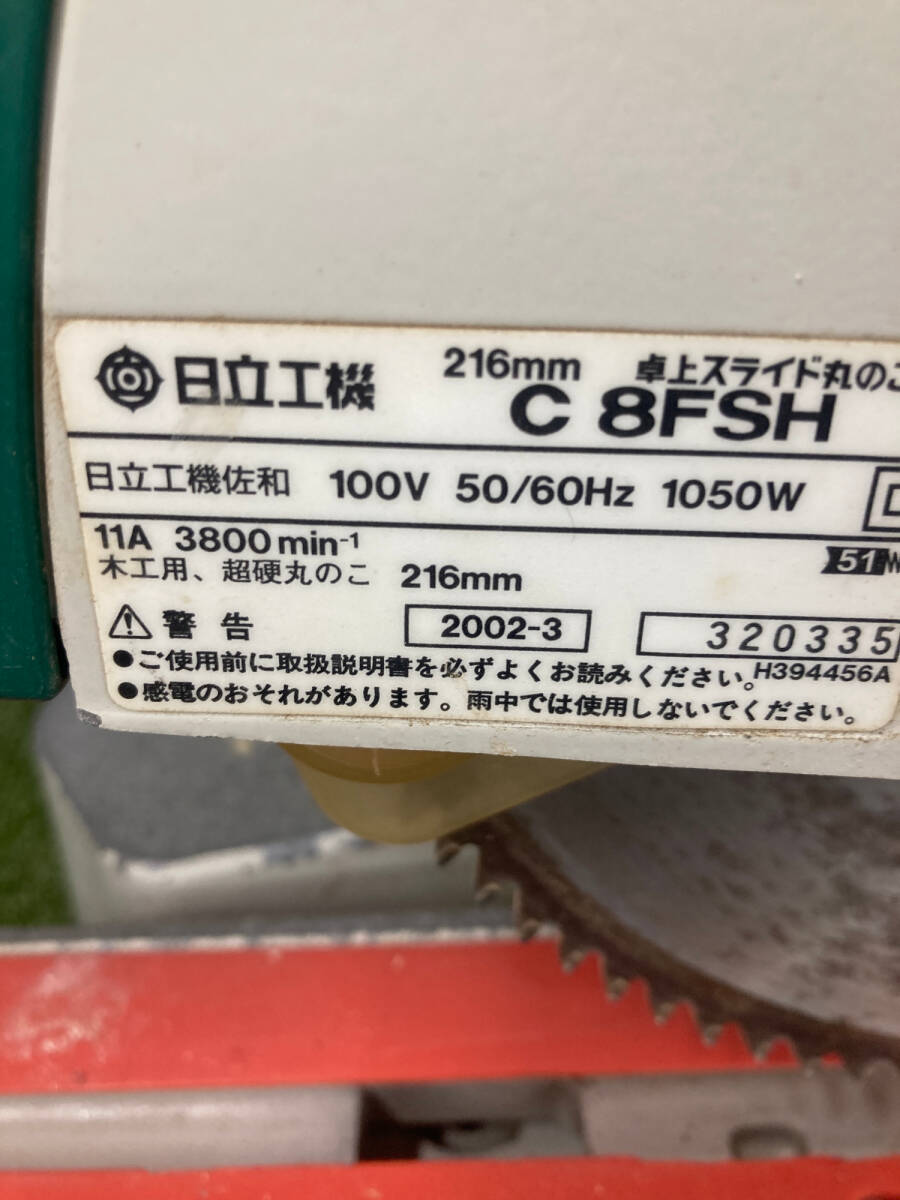 日立工機 216mm 卓上スライド丸のこ
C 8FSH
日立工機佐和 100V 50/60Hz 1050W
11A 3800min-1
51
木工用、超硬丸のこ 216mm
⚠警告 2002-3 320335
●ご使用前に取扱説明書を必ずよくお読みください。H394456A
●感電のおそれがあります。雨中では使用しないでください。